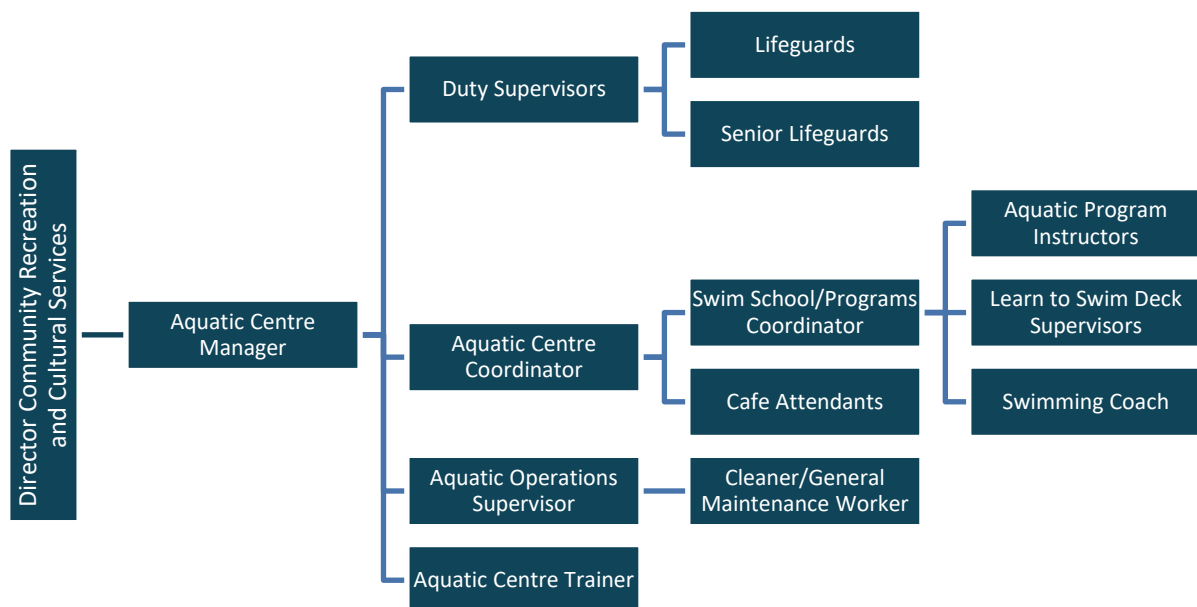 Director Community Recreation
and Cultural Services
Aquatic Centre
Manager
Duty Supervisors
Lifeguards
Senior Lifeguards
Aquatic Centre
Coordinator
Swim School/Programs
Coordinator
Aquatic Program
Instructors
Learn to Swim Deck
Supervisors
Swimming Coach
Cafe Attendants
Aquatic Operations
Supervisor
Cleaner/General
Maintenance Worker
Aquatic Centre Trainer